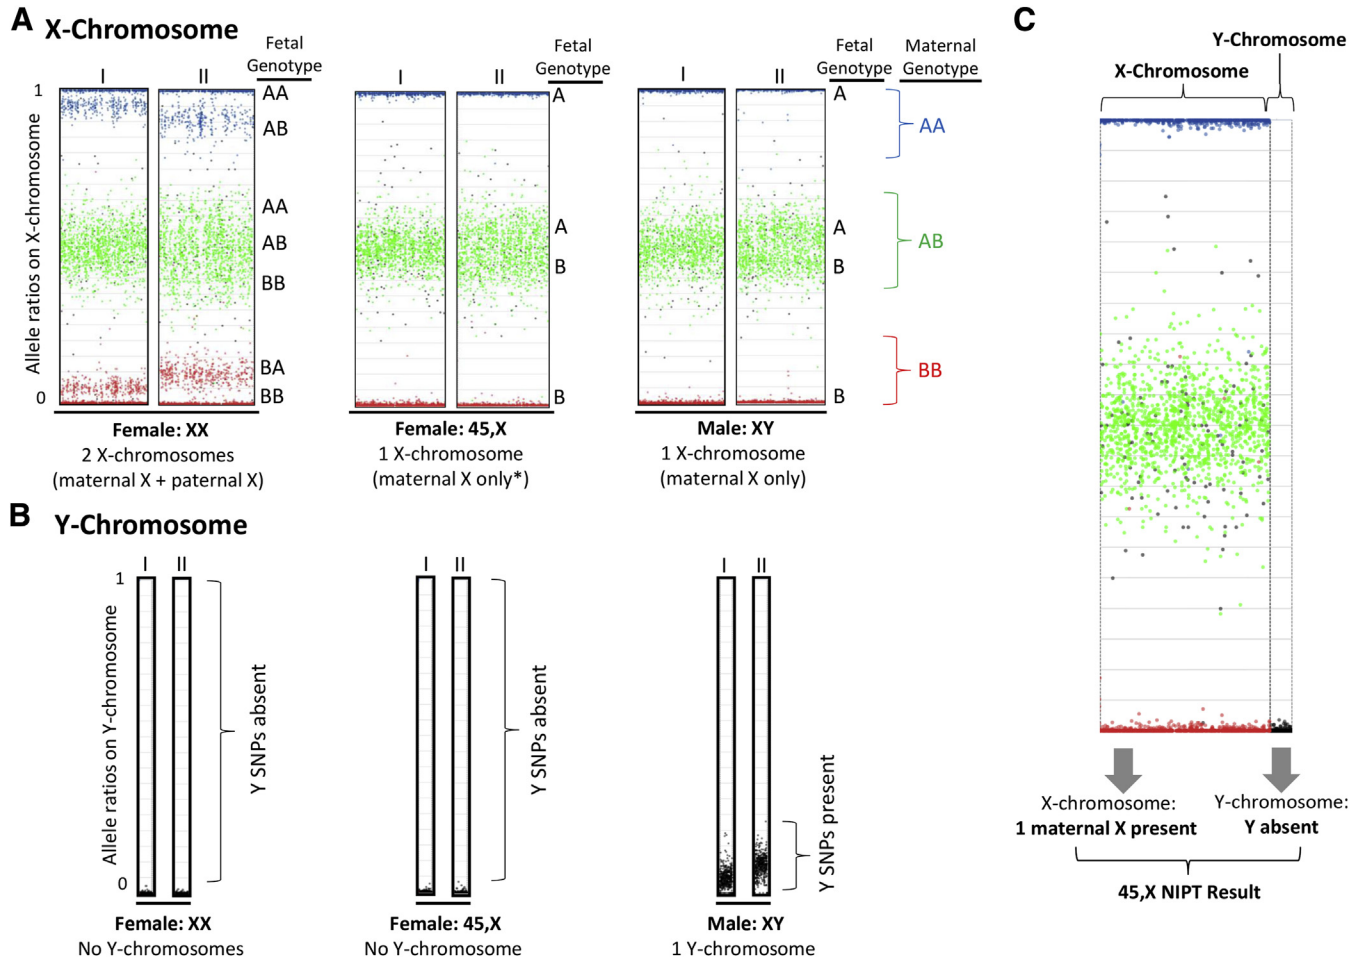 A
X-Chromosome
Fetal
Genotype
Fetal
Genotype
Fetal
Genotype
Maternal
Genotype
I
II
I
II
I
II
Allele ratios on X-chromosome
1
0
AA
AB
AA
AB
BB
BA
BB
A
A
B
B
A
A
B
B
AA
AB
BB
Female: XX
2 X-chromosomes
(maternal X + paternal X)
Female: 45,X
1 X-chromosome
(maternal X only*)
Male: XY
1 X-chromosome
(maternal X only)
B
Y-Chromosome
I
II
I
II
I
II
Allele ratios on Y-chromosome
1
0
Y SNPs absent
Y SNPs absent
Y SNPs present
Female: XX
No Y-chromosomes
Female: 45,X
No Y-chromosome
Male: XY
1 Y-chromosome
C
Y-Chromosome
X-Chromosome
X-chromosome:
1 maternal X present
Y-chromosome:
Y absent
45,X NIPT Result